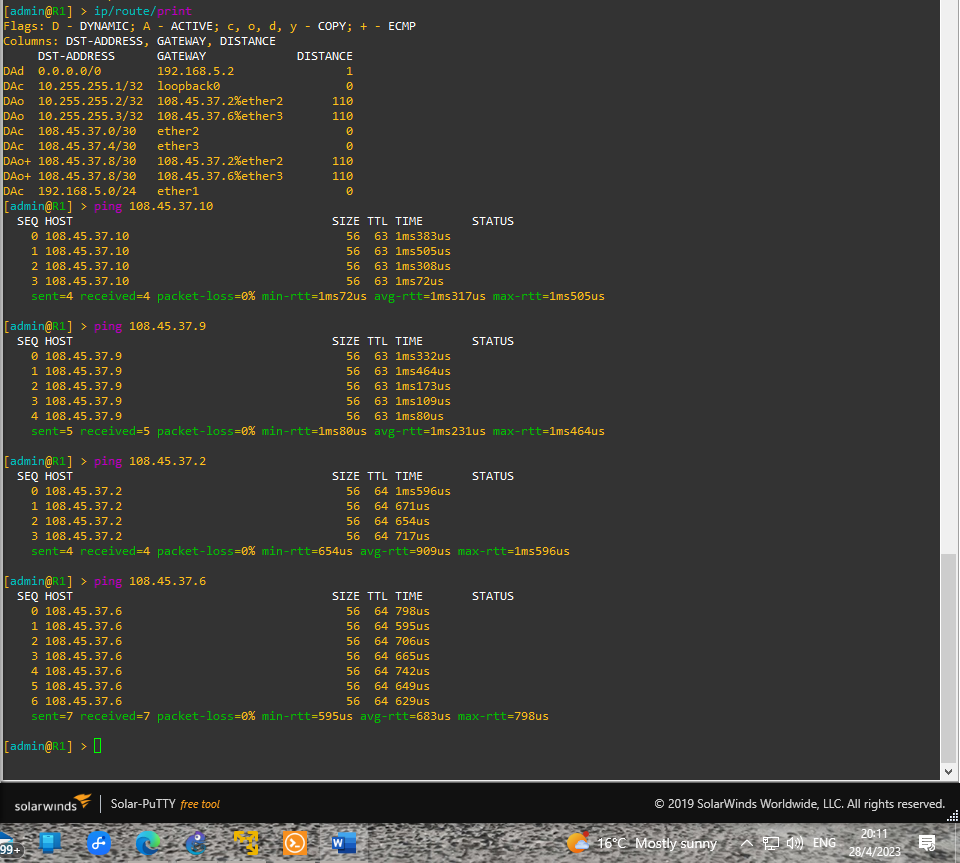 [admin@R1] > ip/route/print
Flags: D - DYNAMIC; A - ACTIVE; c, o, d, y - COPY; + - ECMP
Columns: DST-ADDRESS, GATEWAY, DISTANCE
DST-ADDRESS GATEWAY DISTANCE
DAd 0.0.0.0/0 192.168.5.2 1
DAc 10.255.255.1/32 loopback0 0
DAo 10.255.255.2/32 108.45.37.2%ether2 110
DAo 10.255.255.3/32 108.45.37.6%ether3 110
DAc 108.45.37.0/30 ether2 0
DAc 108.45.37.4/30 ether3 0
DAo+ 108.45.37.8/30 108.45.37.2%ether2 110
DAo+ 108.45.37.8/30 108.45.37.6%ether3 110
DAc 192.168.5.0/24 ether1 0
[admin@R1] > ping 108.45.37.10
SEQ HOST SIZE TTL TIME STATUS
0 108.45.37.10 56 63 1ms383us
1 108.45.37.10 56 63 1ms505us
2 108.45.37.10 56 63 1ms308us
3 108.45.37.10 56 63 1ms72us
sent=4 received=4 packet-loss=0% min-rtt=1ms72us avg-rtt=1ms317us max-rtt=1ms505us
[admin@R1] > ping 108.45.37.9
SEQ HOST SIZE TTL TIME STATUS
0 108.45.37.9 56 63 1ms332us
1 108.45.37.9 56 63 1ms464us
2 108.45.37.9 56 63 1ms173us
3 108.45.37.9 56 63 1ms109us
4 108.45.37.9 56 63 1ms80us
sent=5 received=5 packet-loss=0% min-rtt=1ms80us avg-rtt=1ms231us max-rtt=1ms464us
[admin@R1] > ping 108.45.37.2
SEQ HOST SIZE TTL TIME STATUS
0 108.45.37.2 56 64 1ms596us
1 108.45.37.2 56 64 671us
2 108.45.37.2 56 64 654us
3 108.45.37.2 56 64 717us
sent=4 received=4 packet-loss=0% min-rtt=654us avg-rtt=909us max-rtt=1ms596us
[admin@R1] > ping 108.45.37.6
SEQ HOST SIZE TTL TIME STATUS
0 108.45.37.6 56 64 798us
1 108.45.37.6 56 64 595us
2 108.45.37.6 56 64 706us
3 108.45.37.6 56 64 665us
4 108.45.37.6 56 64 742us
5 108.45.37.6 56 64 649us
6 108.45.37.6 56 64 629us
sent=7 received=7 packet-loss=0% min-rtt=595us avg-rtt=683us max-rtt=798us
[admin@R1] >
solarwinds Solar-PuTTY free tool © 2019 SolarWinds Worldwide, LLC. All rights reserved.
99+ W 16°C Mostly sunny ENG 20:11
28/4/2023